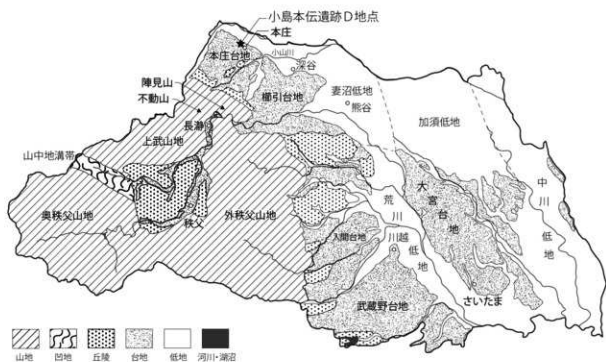 小島本伝遺跡D地点
本庄
本庄台地
小山川
深谷
陣見山
不動山
櫛引台地
妻沼低地
熊谷
加須低地
長瀞
上武山地
山中地溝帯
奥秩父山地
秩父
外秩父山地
荒川
低地
大宮台地
中川低地
入間台地
川越
さいたま
武蔵野台地
山地
凹地
丘陵
台地
低地
河川・湖沼